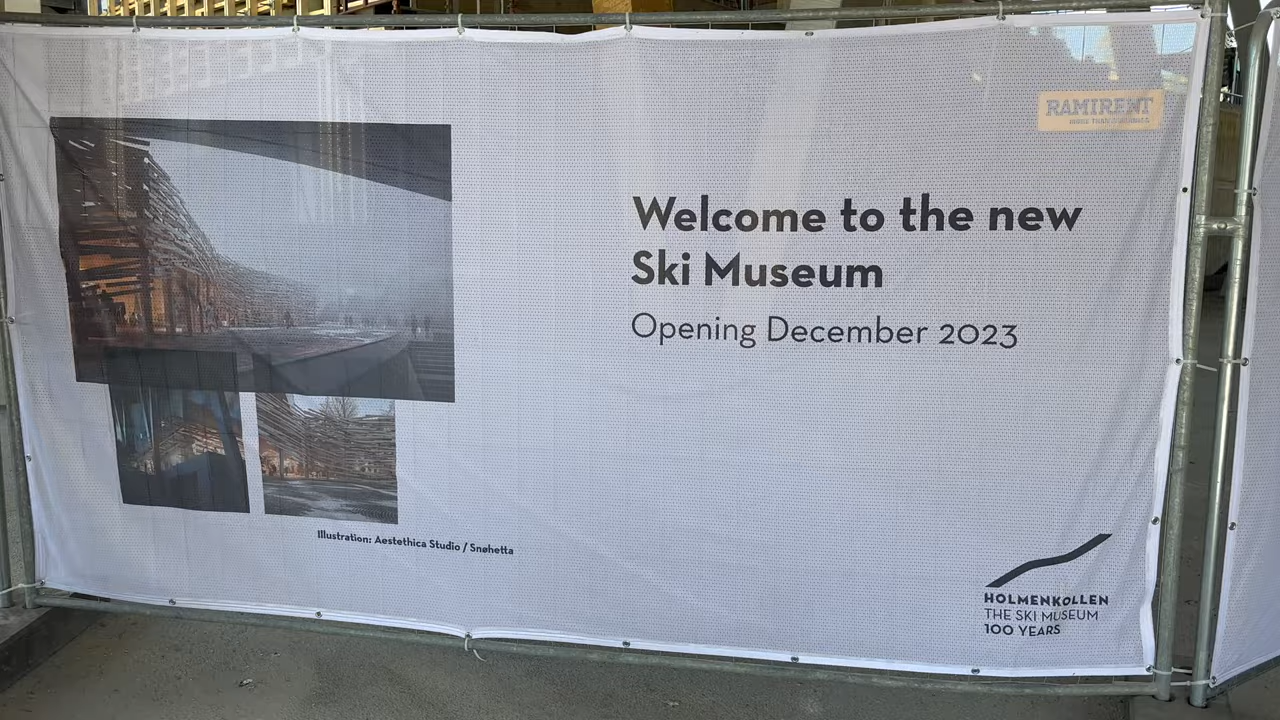 RAMIRENT
Welcome to the new
Ski Museum
Opening December 2023
Illustration: Aestethica Studio / Snøhetta
HOLMENKOLLEN
THE SKI MUSEUM
100 YEARS